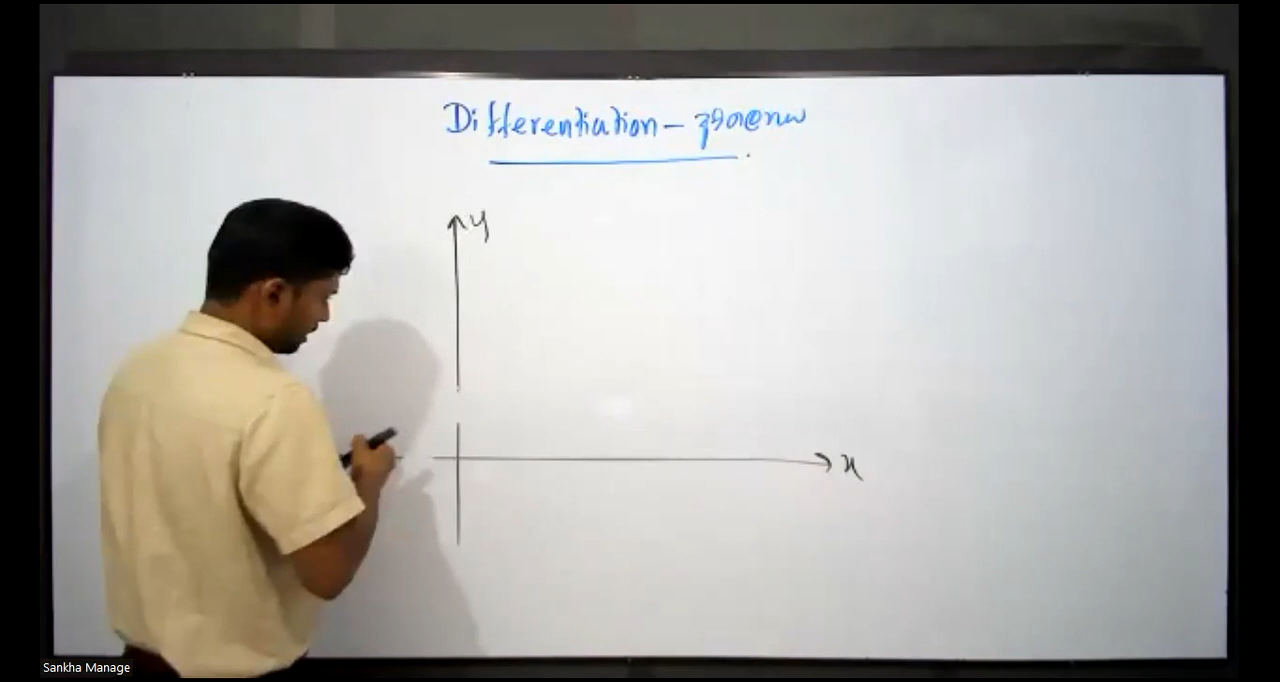 Differentiation – අවකලනය
y
x
Sankha Manage